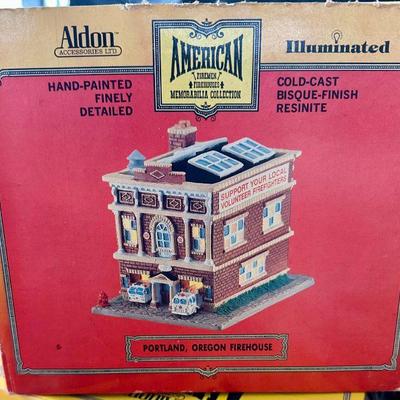 Aldon
ACCESSORIES LTD.
AMERICAN
FIREMEN
FIREHOUSES
MEMORABILIA COLLECTION
Illuminated
HAND-PAINTED
FINELY
DETAILED
COLD-CAST
BISQUE-FINISH
RESINITE
SUPPORT YOUR LOCAL
VOLUNTEER FIREFIGHTERS
PORTLAND, OREGON FIREHOUSE